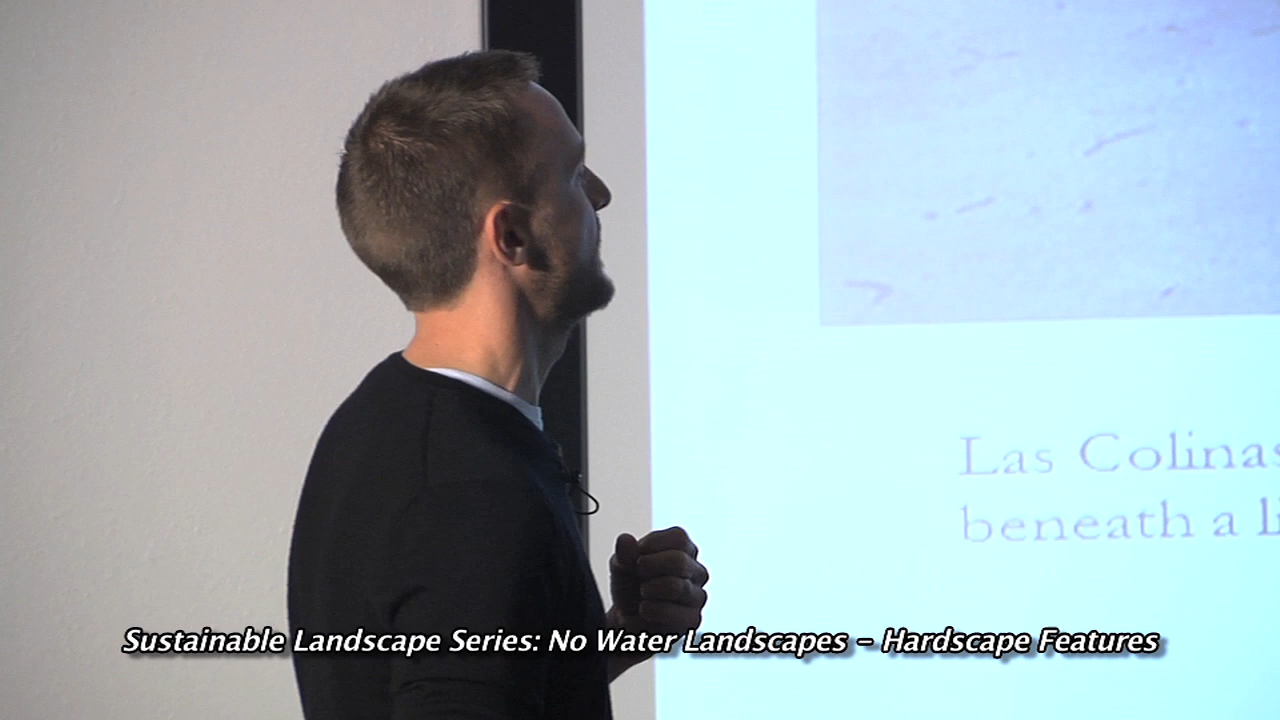 Las Colinas
beneath a
Sustainable Landscape Series: No Water Landscapes - Hardscape Features